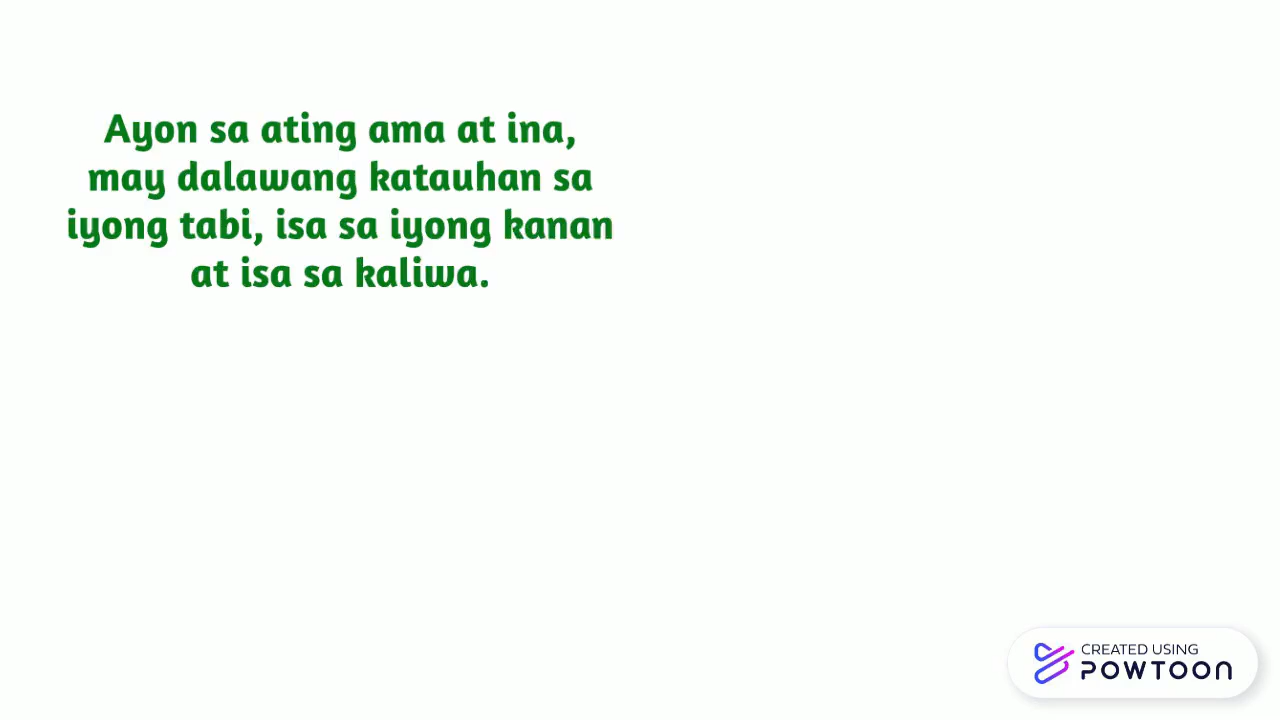 Ayon sa ating ama at ina,
may dalawang katauhan sa
iyong tabi, isa sa iyong kanan
at isa sa kaliwa.
CREATED USING
POWTOON